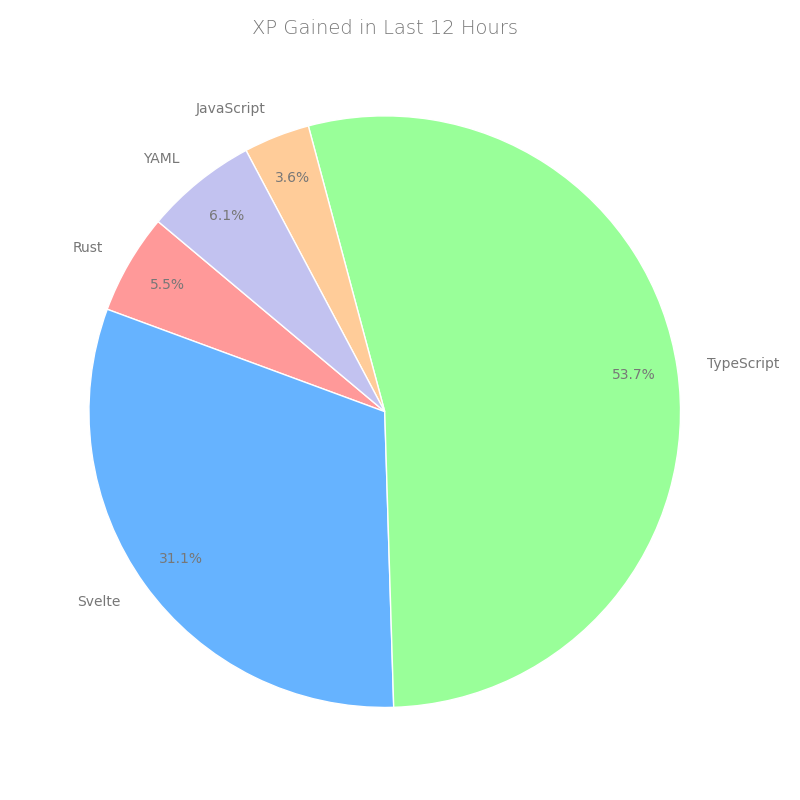 XP Gained in Last 12 Hours
JavaScript
YAML
3.6%
6.1%
Rust
5.5%
TypeScript
53.7%
31.1%
Svelte